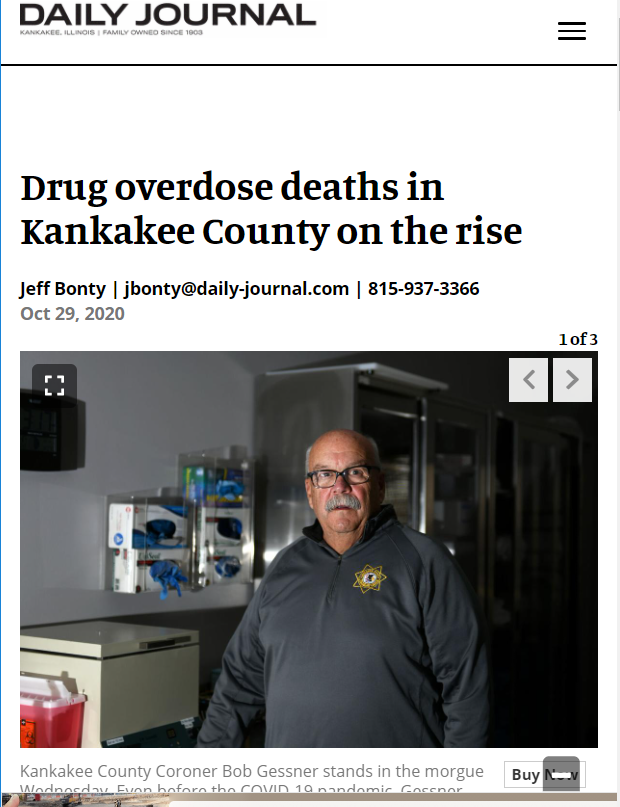 DAILY JOURNAL
KANKAKEE, ILLINOIS | FAMILY OWNED SINCE 1903
Drug overdose deaths in
Kankakee County on the rise
Jeff Bonty | jbonty@daily-journal.com | 815-937-3366
Oct 29, 2020
1 of 3
Kankakee County Coroner Bob Gessner stands in the morgue
Buy Now
Wednesday. Even before the COVID-19 pandemic, Gessner